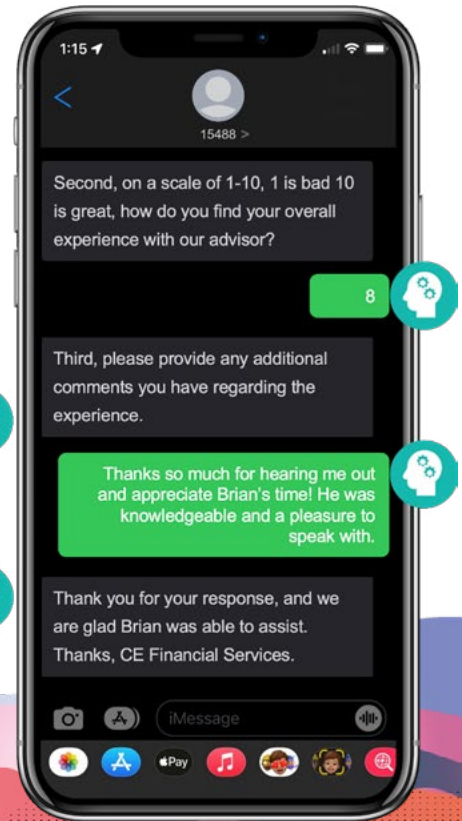 1:15
15488 >
Second, on a scale of 1-10, 1 is bad 10
is great, how do you find your overall
experience with our advisor?
8
Third, please provide any additional
comments you have regarding the
experience.
Thanks so much for hearing me out
and appreciate Brian's time! He was
knowledgeable and a pleasure to
speak with.
Thank you for your response, and we
are glad Brian was able to assist.
Thanks, CE Financial Services.
iMessage
Pay